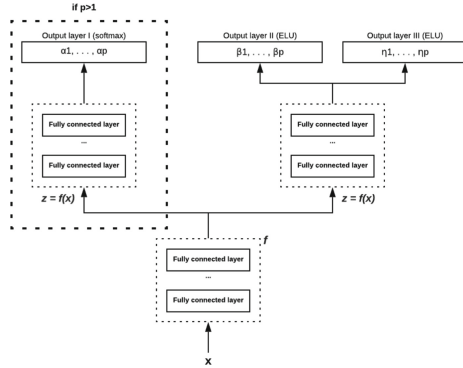 if p>1
Output layer I (softmax)
α1, . . . , αp
Output layer II (ELU)
β1, . . . , βp
Output layer III (ELU)
η1, . . . , ηp
Fully connected layer
...
Fully connected layer
Fully connected layer
...
Fully connected layer
z = f(x)
z = f(x)
f
Fully connected layer
...
Fully connected layer
x